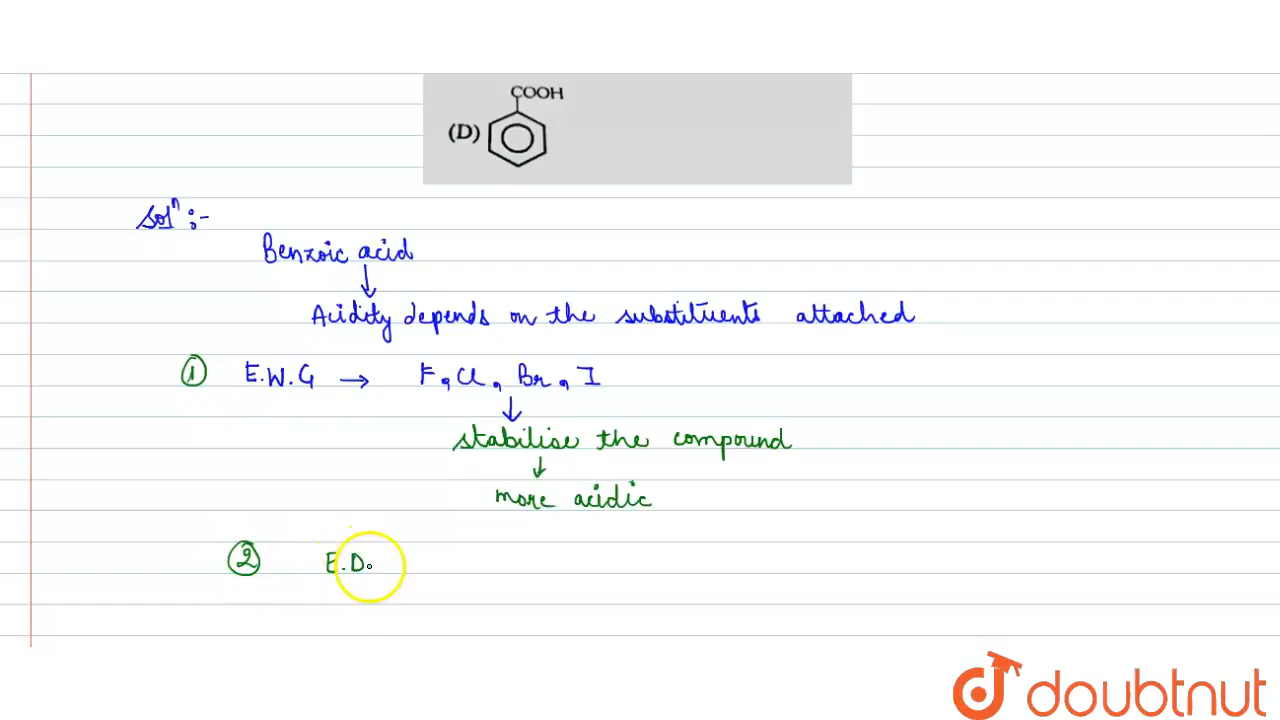 COOH
(D)
Solⁿ :-
Benzoic acid
Acidity depends on the substituents attached
① E.W.G → F, Cl, Br, I
stabilise the compound
more acidic
② E.D.
doubtnut